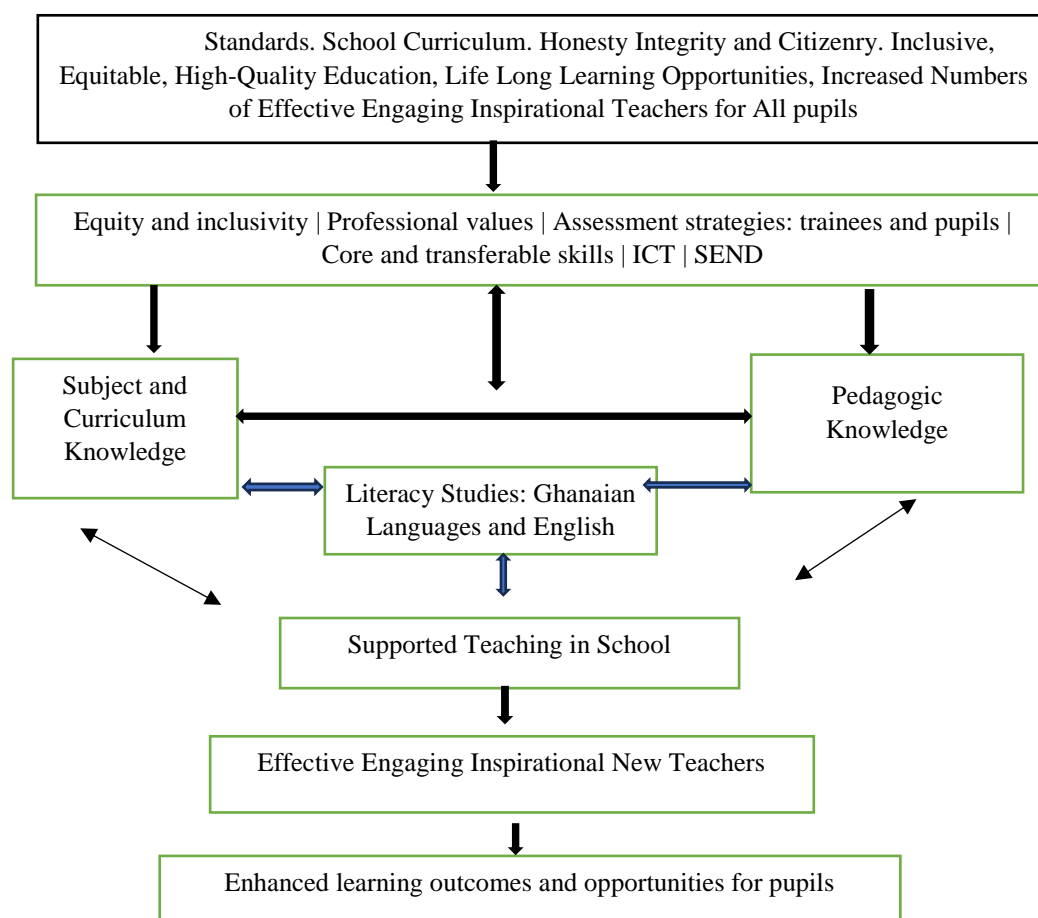 Standards. School Curriculum. Honesty Integrity and Citizenry. Inclusive,
Equitable, High-Quality Education, Life Long Learning Opportunities, Increased Numbers
of Effective Engaging Inspirational Teachers for All pupils
Equity and inclusivity | Professional values | Assessment strategies: trainees and pupils |
Core and transferable skills | ICT | SEND
Subject and
Curriculum
Knowledge
Pedagogic
Knowledge
Literacy Studies: Ghanaian
Languages and English
Supported Teaching in School
Effective Engaging Inspirational New Teachers
Enhanced learning outcomes and opportunities for pupils